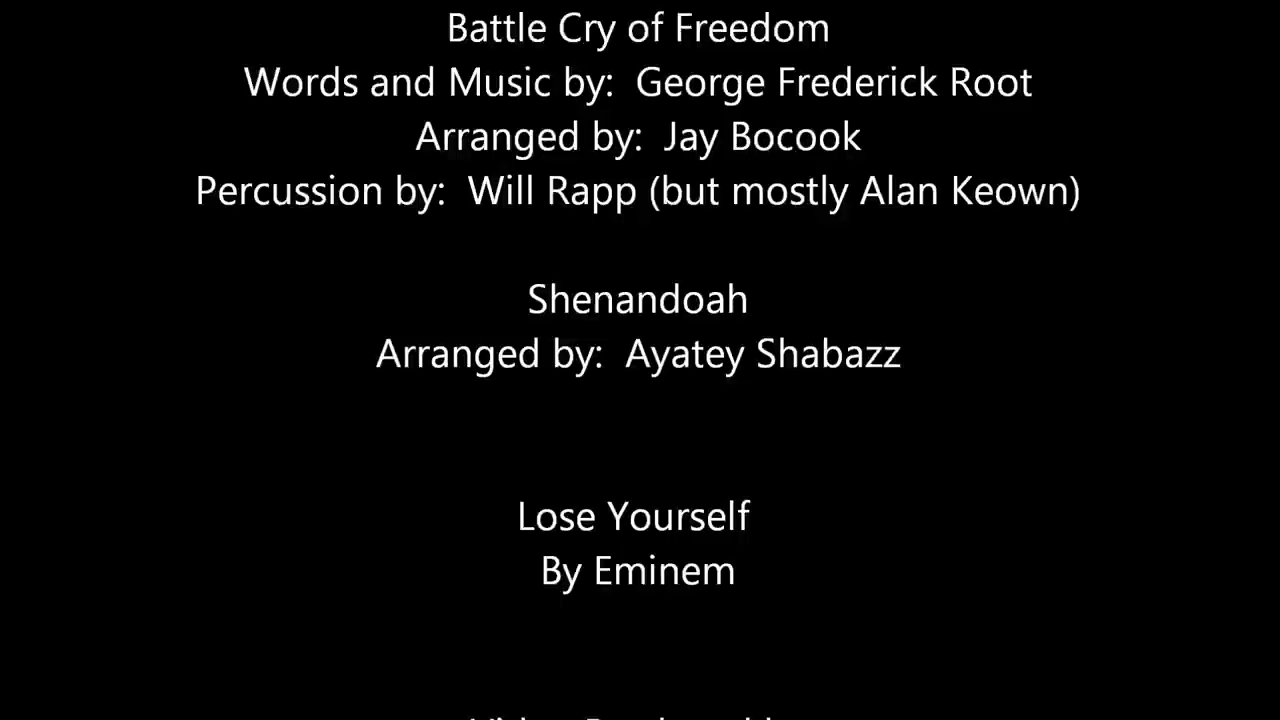 Battle Cry of Freedom
Words and Music by:  George Frederick Root
Arranged by:  Jay Bocook
Percussion by:  Will Rapp (but mostly Alan Keown)
Shenandoah
Arranged by:  Ayatey Shabazz
Lose Yourself
By Eminem